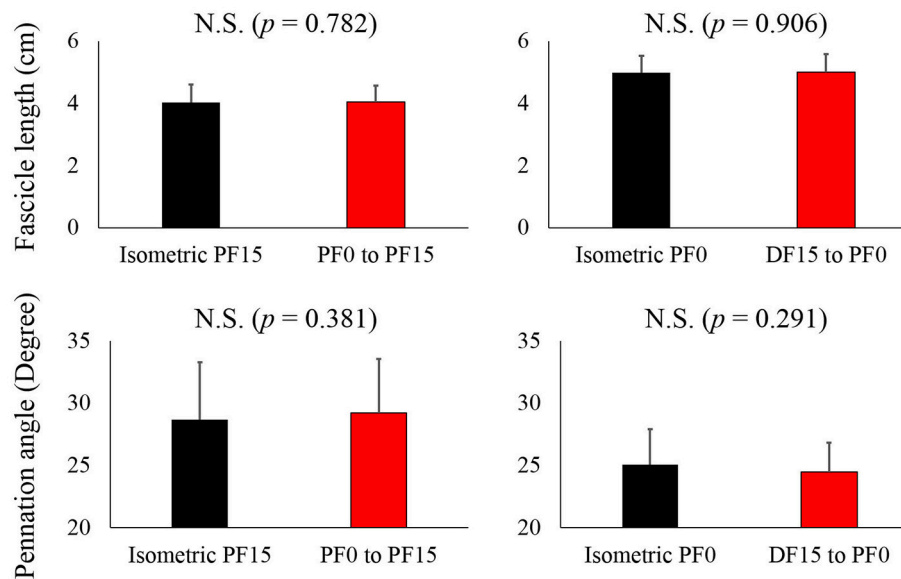 N.S. (p = 0.782)
Fascicle length (cm)
6
4
2
0
Isometric PF15
PF0 to PF15
N.S. (p = 0.906)
6
4
2
0
Isometric PF0
DF15 to PF0
N.S. (p = 0.381)
Pennation angle (Degree)
35
30
25
20
Isometric PF15
PF0 to PF15
N.S. (p = 0.291)
35
30
25
20
Isometric PF0
DF15 to PF0